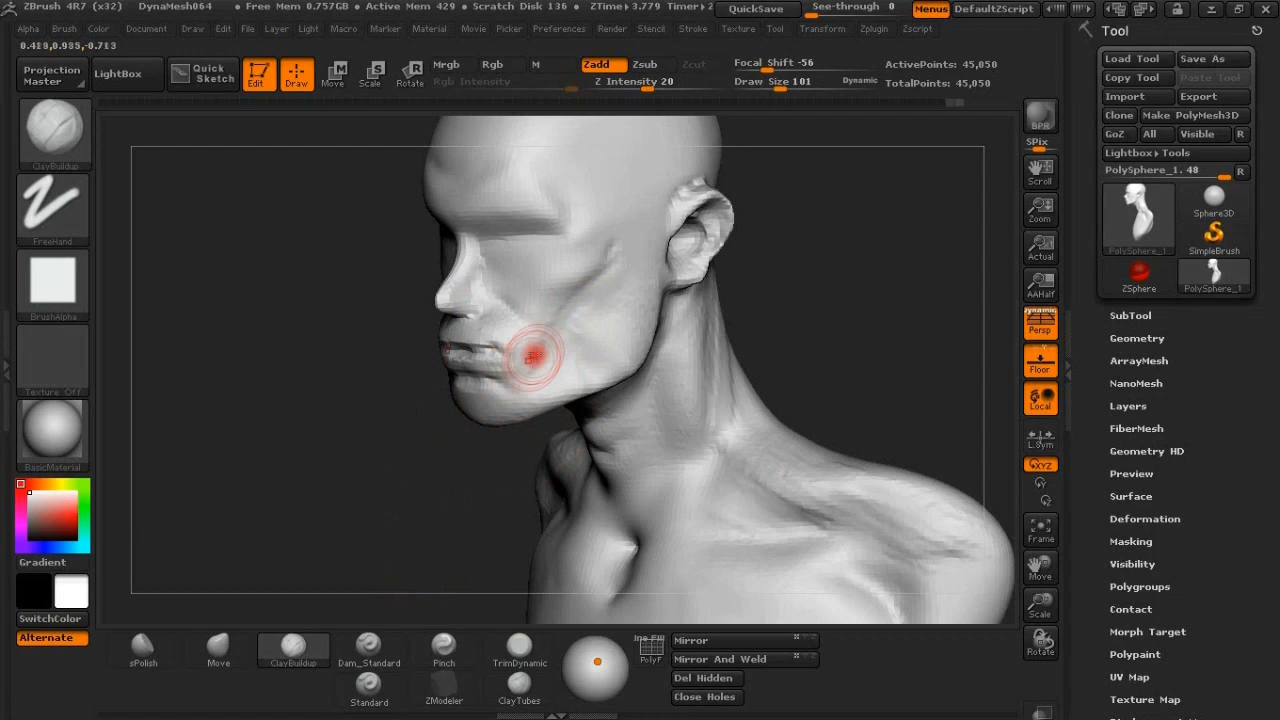 ZBrush 4R7 (x32) DynaMesh064 • Free Mem 0.757GB • Active Mem 429 • Scratch Disk 136 • ZTime▸3.779 Timer▸2 QuickSave See-through 0 Menus DefaultZScript
Alpha Brush Color Document Draw Edit File Layer Light Macro Marker Material Movie Picker Preferences Render Stencil Stroke Texture Tool Transform Zplugin Zscript
Projection Master
LightBox
Quick Sketch
Edit
Draw
Move
Scale
Rotate
Mrgb Rgb M
Rgb Intensity
Zadd Zsub Zcut
Z Intensity 20
Focal Shift -56
Draw Size 101 Dynamic
ActivePoints: 45,050
TotalPoints: 45,050
ClayBuildup
FreeHand
BrushAlpha
Texture Off
BasicMaterial
Gradient
SwitchColor
Alternate
BPR
SPix
Scroll
Zoom
Actual
AAHalf
Dynamic
Persp
Floor
Local
L.Sym
XYZ
Frame
Move
Scale
Rotate
Tool
Load Tool Save As
Copy Tool Paste Tool
Import Export
Clone Make PolyMesh3D
GoZ All Visible R
Lightbox▸Tools
PolySphere_1. 48 R
PolySphere_1
Sphere3D
SimpleBrush
ZSphere
PolySphere_1
SubTool
Geometry
ArrayMesh
NanoMesh
Layers
FiberMesh
Geometry HD
Preview
Surface
Deformation
Masking
Visibility
Polygroups
Contact
Morph Target
Polypaint
UV Map
Texture Map
sPolish Move ClayBuildup Dam_Standard Pinch TrimDynamic
Standard ZModeler ClayTubes
PolyF
Mirror
Mirror And Weld
Del Hidden
Close Holes